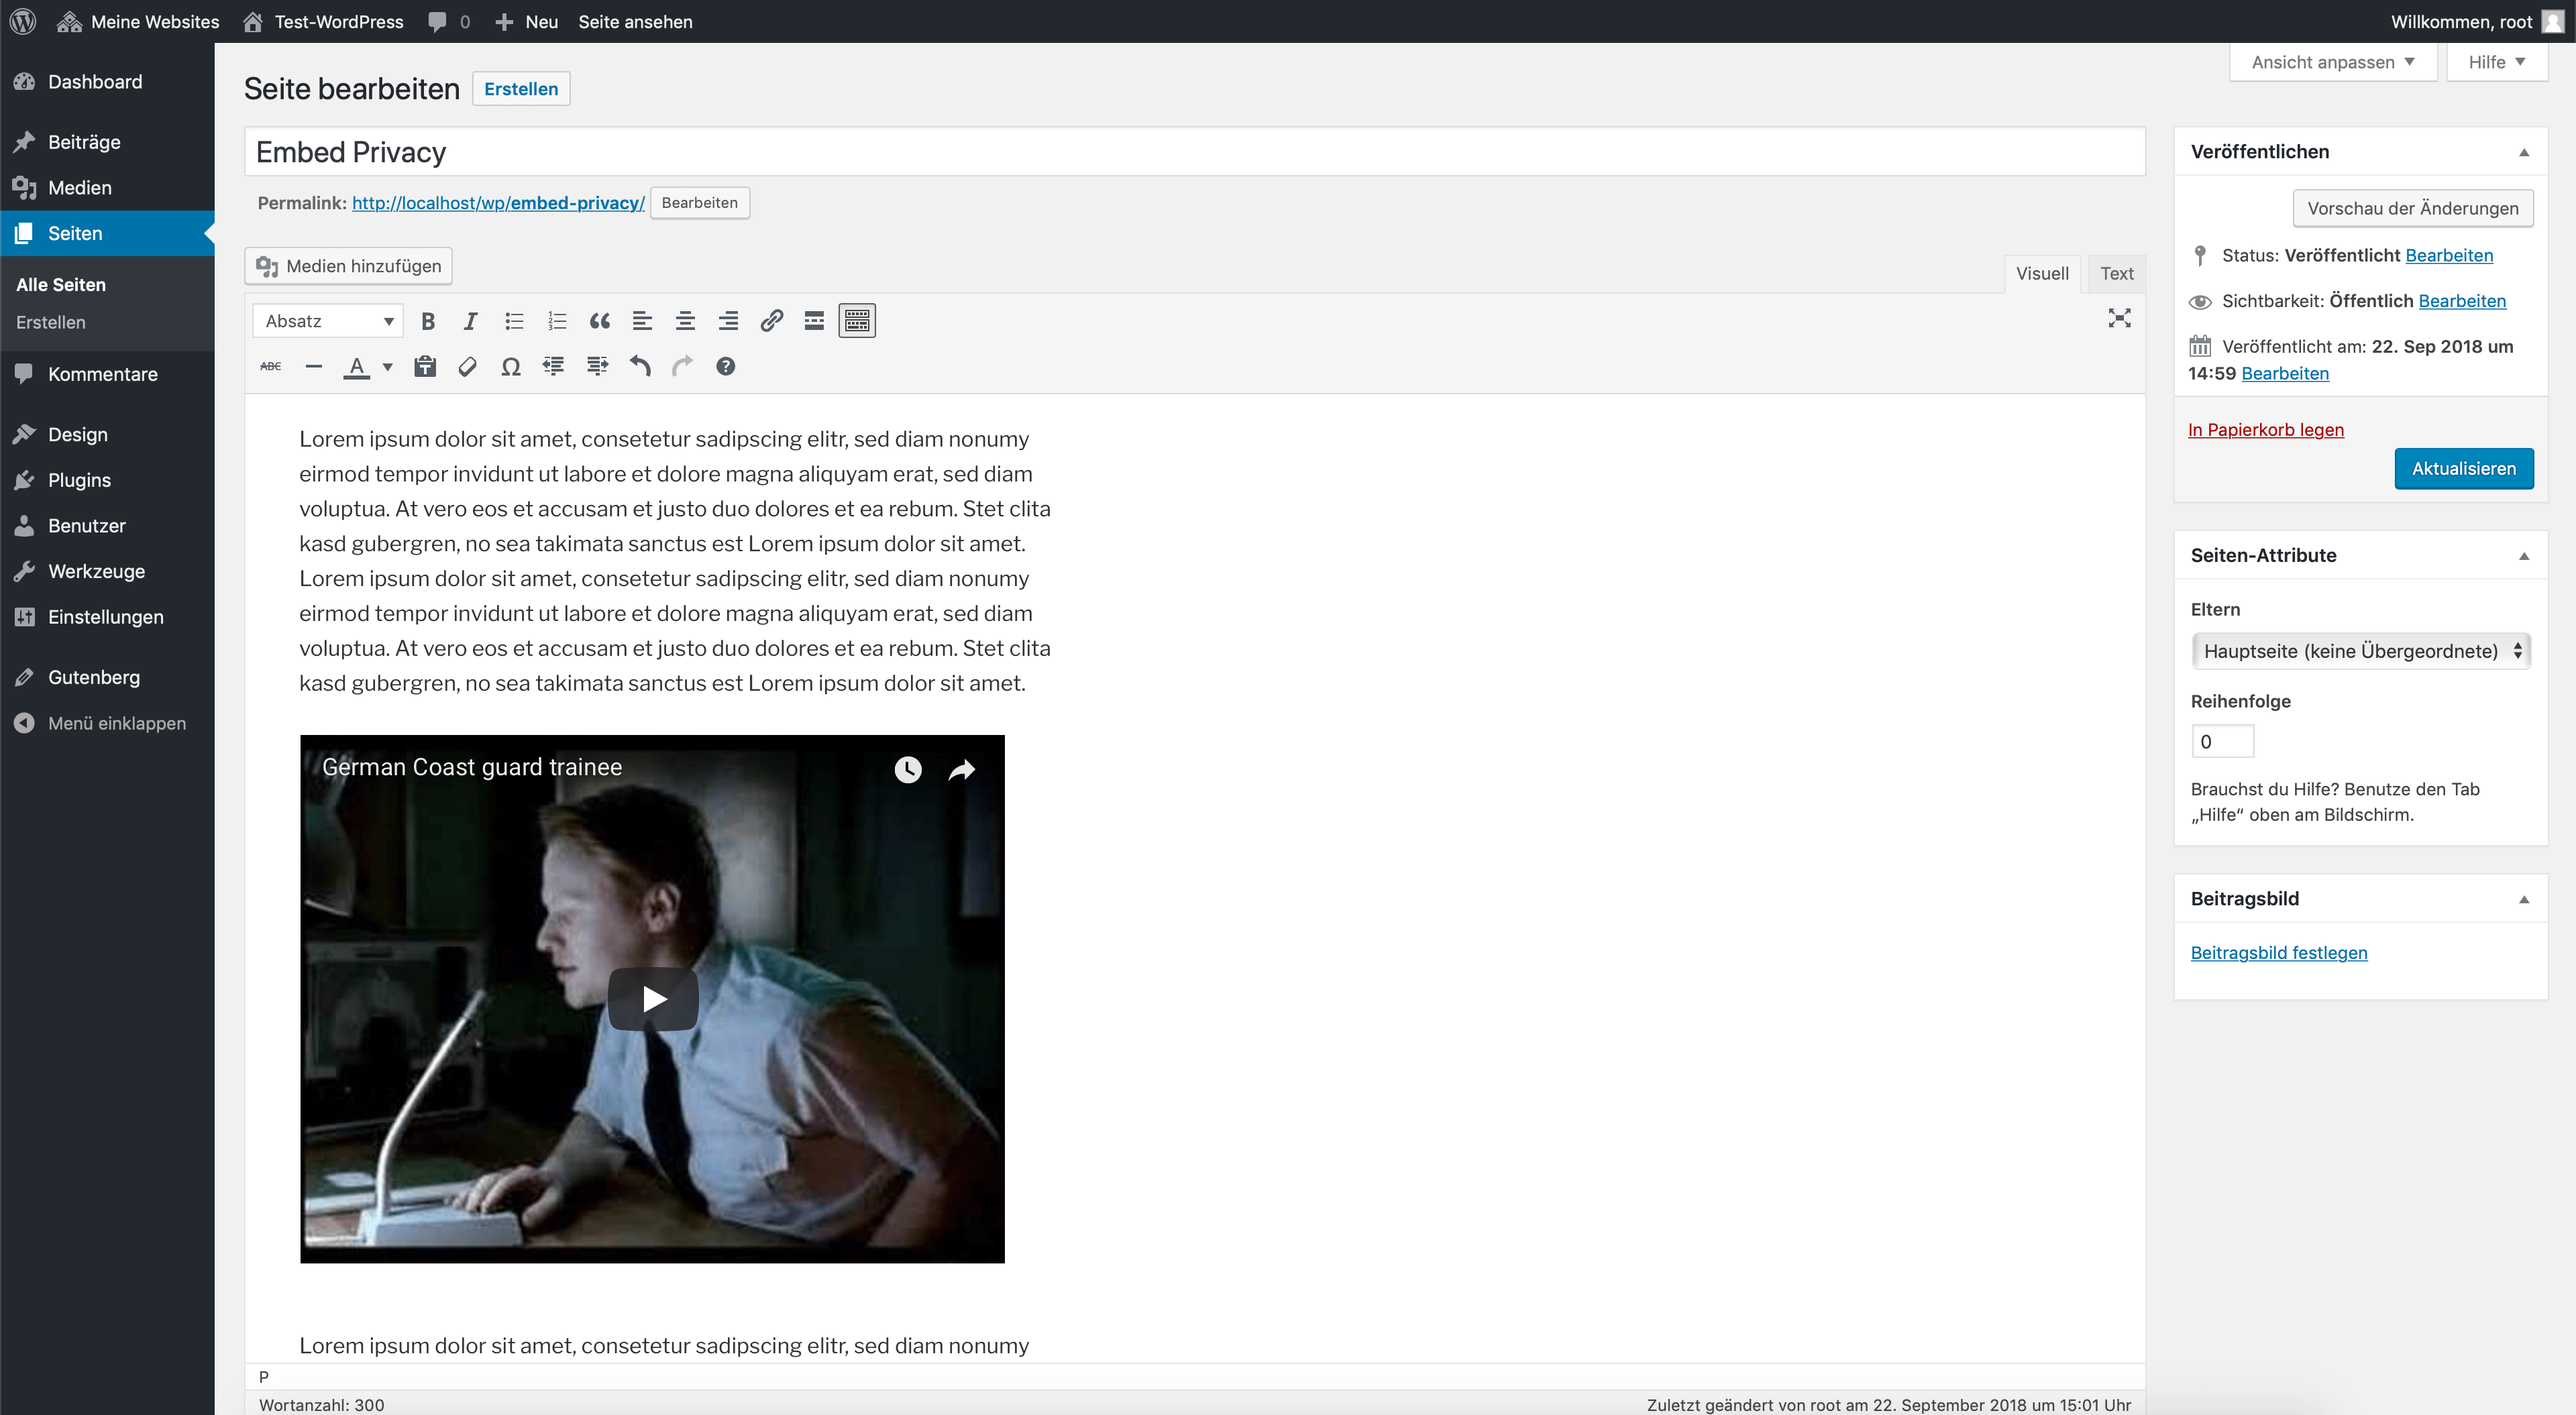 Meine Websites Test-WordPress 0 Neu Seite ansehen Willkommen, root
Ansicht anpassen Hilfe
Dashboard
Beiträge
Medien
Seiten
Alle Seiten
Erstellen
Kommentare
Design
Plugins
Benutzer
Werkzeuge
Einstellungen
Gutenberg
Menü einklappen
Seite bearbeiten Erstellen
Embed Privacy
Permalink: http://localhost/wp/embed-privacy/ Bearbeiten
Medien hinzufügen
Visuell Text
Absatz B I
ABC A Ω
Lorem ipsum dolor sit amet, consetetur sadipscing elitr, sed diam nonumy
eirmod tempor invidunt ut labore et dolore magna aliquyam erat, sed diam
voluptua. At vero eos et accusam et justo duo dolores et ea rebum. Stet clita
kasd gubergren, no sea takimata sanctus est Lorem ipsum dolor sit amet.
Lorem ipsum dolor sit amet, consetetur sadipscing elitr, sed diam nonumy
eirmod tempor invidunt ut labore et dolore magna aliquyam erat, sed diam
voluptua. At vero eos et accusam et justo duo dolores et ea rebum. Stet clita
kasd gubergren, no sea takimata sanctus est Lorem ipsum dolor sit amet.
German Coast guard trainee
Lorem ipsum dolor sit amet, consetetur sadipscing elitr, sed diam nonumy
P
Wortanzahl: 300 Zuletzt geändert von root am 22. September 2018 um 15:01 Uhr
Veröffentlichen
Vorschau der Änderungen
Status: Veröffentlicht Bearbeiten
Sichtbarkeit: Öffentlich Bearbeiten
Veröffentlicht am: 22. Sep 2018 um
14:59 Bearbeiten
In Papierkorb legen
Aktualisieren
Seiten-Attribute
Eltern
Hauptseite (keine Übergeordnete)
Reihenfolge
0
Brauchst du Hilfe? Benutze den Tab
„Hilfe“ oben am Bildschirm.
Beitragsbild
Beitragsbild festlegen